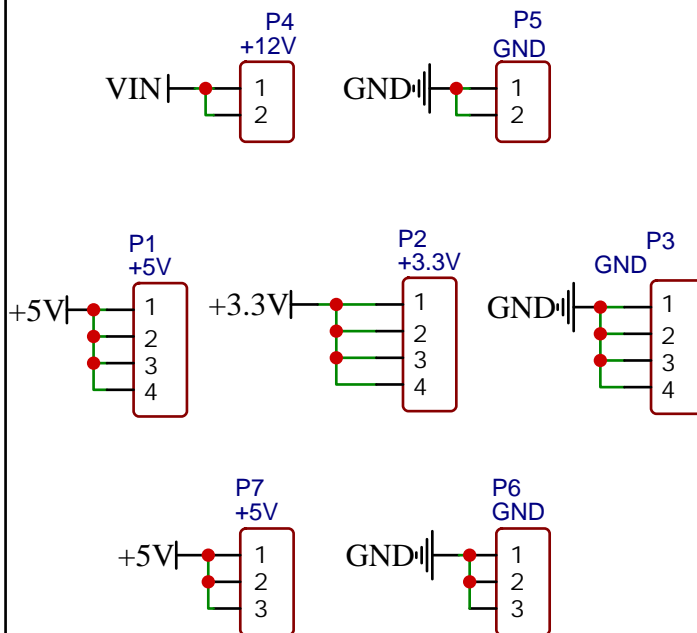 P4
+12V
VIN
1
2
P5
GND
GND
1
2
P1
+5V
+5V
1
2
3
4
P2
+3.3V
+3.3V
1
2
3
4
P3
GND
GND
1
2
3
4
P7
+5V
+5V
1
2
3
P6
GND
GND
1
2
3